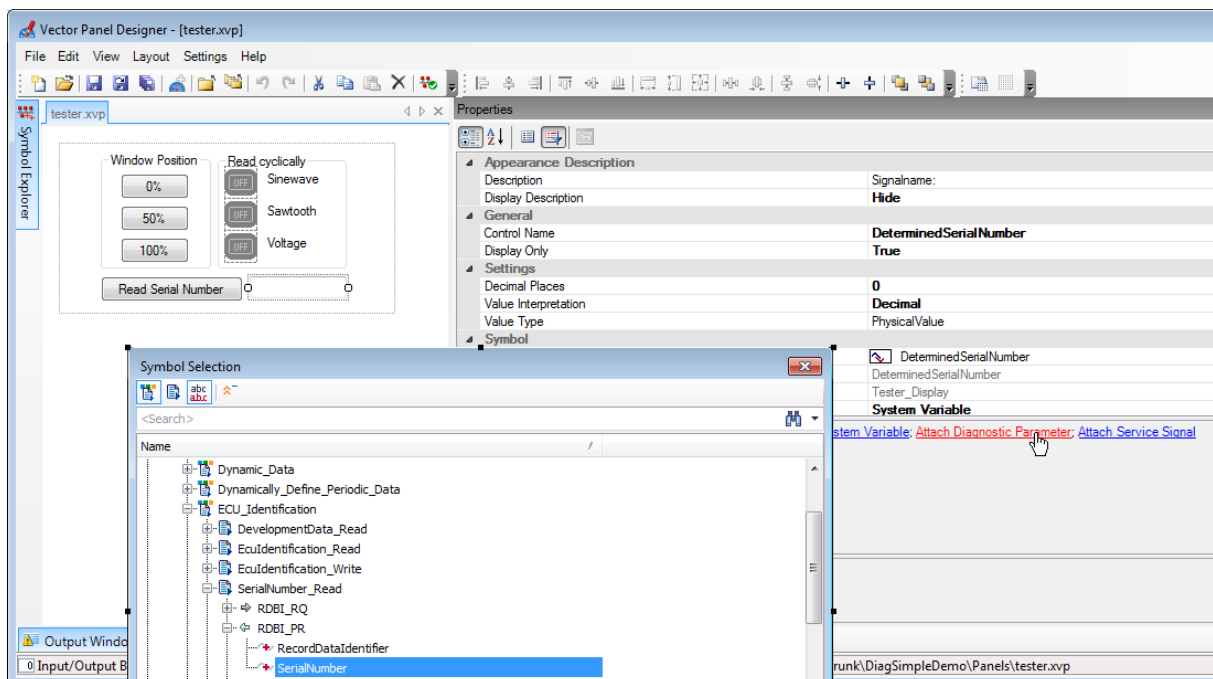 Vector Panel Designer - [tester.xvp]
File Edit View Layout Settings Help
Symbol Explorer
tester.xvp
Window Position
0%
50%
100%
Read cyclically
OFF Sinewave
OFF Sawtooth
OFF Voltage
Read Serial Number
Properties
Appearance Description
Description Signalname:
Display Description Hide
General
Control Name DeterminedSerialNumber
Display Only True
Settings
Decimal Places 0
Value Interpretation Decimal
Value Type PhysicalValue
Symbol
DeterminedSerialNumber
DeterminedSerialNumber
Tester_Display
System Variable
stem Variable; Attach Diagnostic Parameter; Attach Service Signal
Symbol Selection
abc
abc
<Search>
Name
Dynamic_Data
Dynamically_Define_Periodic_Data
ECU_Identification
DevelopmentData_Read
EcuIdentification_Read
EcuIdentification_Write
SerialNumber_Read
RDBI_RQ
RDBI_PR
RecordDataIdentifier
SerialNumber
Output Windo
0 Input/Output B
runk\DiagSimpleDemo\Panels\tester.xvp